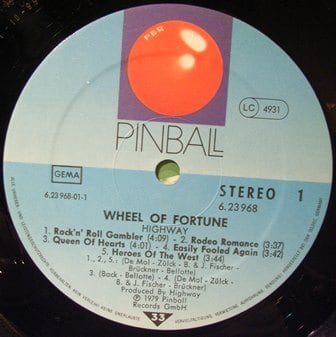 PBR
LC 4931
PINBALL
GEMA
STEREO 1
6.23 968-01-1
6.23 968
WHEEL OF FORTUNE
HIGHWAY
1. Rock'n' Roll Gambler (4:09) - 2. Rodeo Romance (3:37)
3. Queen Of Hearts (4:01) - 4. Easily Fooled Again (3:42)
5. Heroes Of The West (3:44)
1., 2., 5.: (De Mol - Zülck - B. & J. Fischer -
Brückner - Bellotte)
3. (Back - Bellotte) - 4. (De Mol - Zülck -
B. & J. Fischer - Brückner)
Produced By Highway
℗ 1979 Pinball
Records GmbH
33